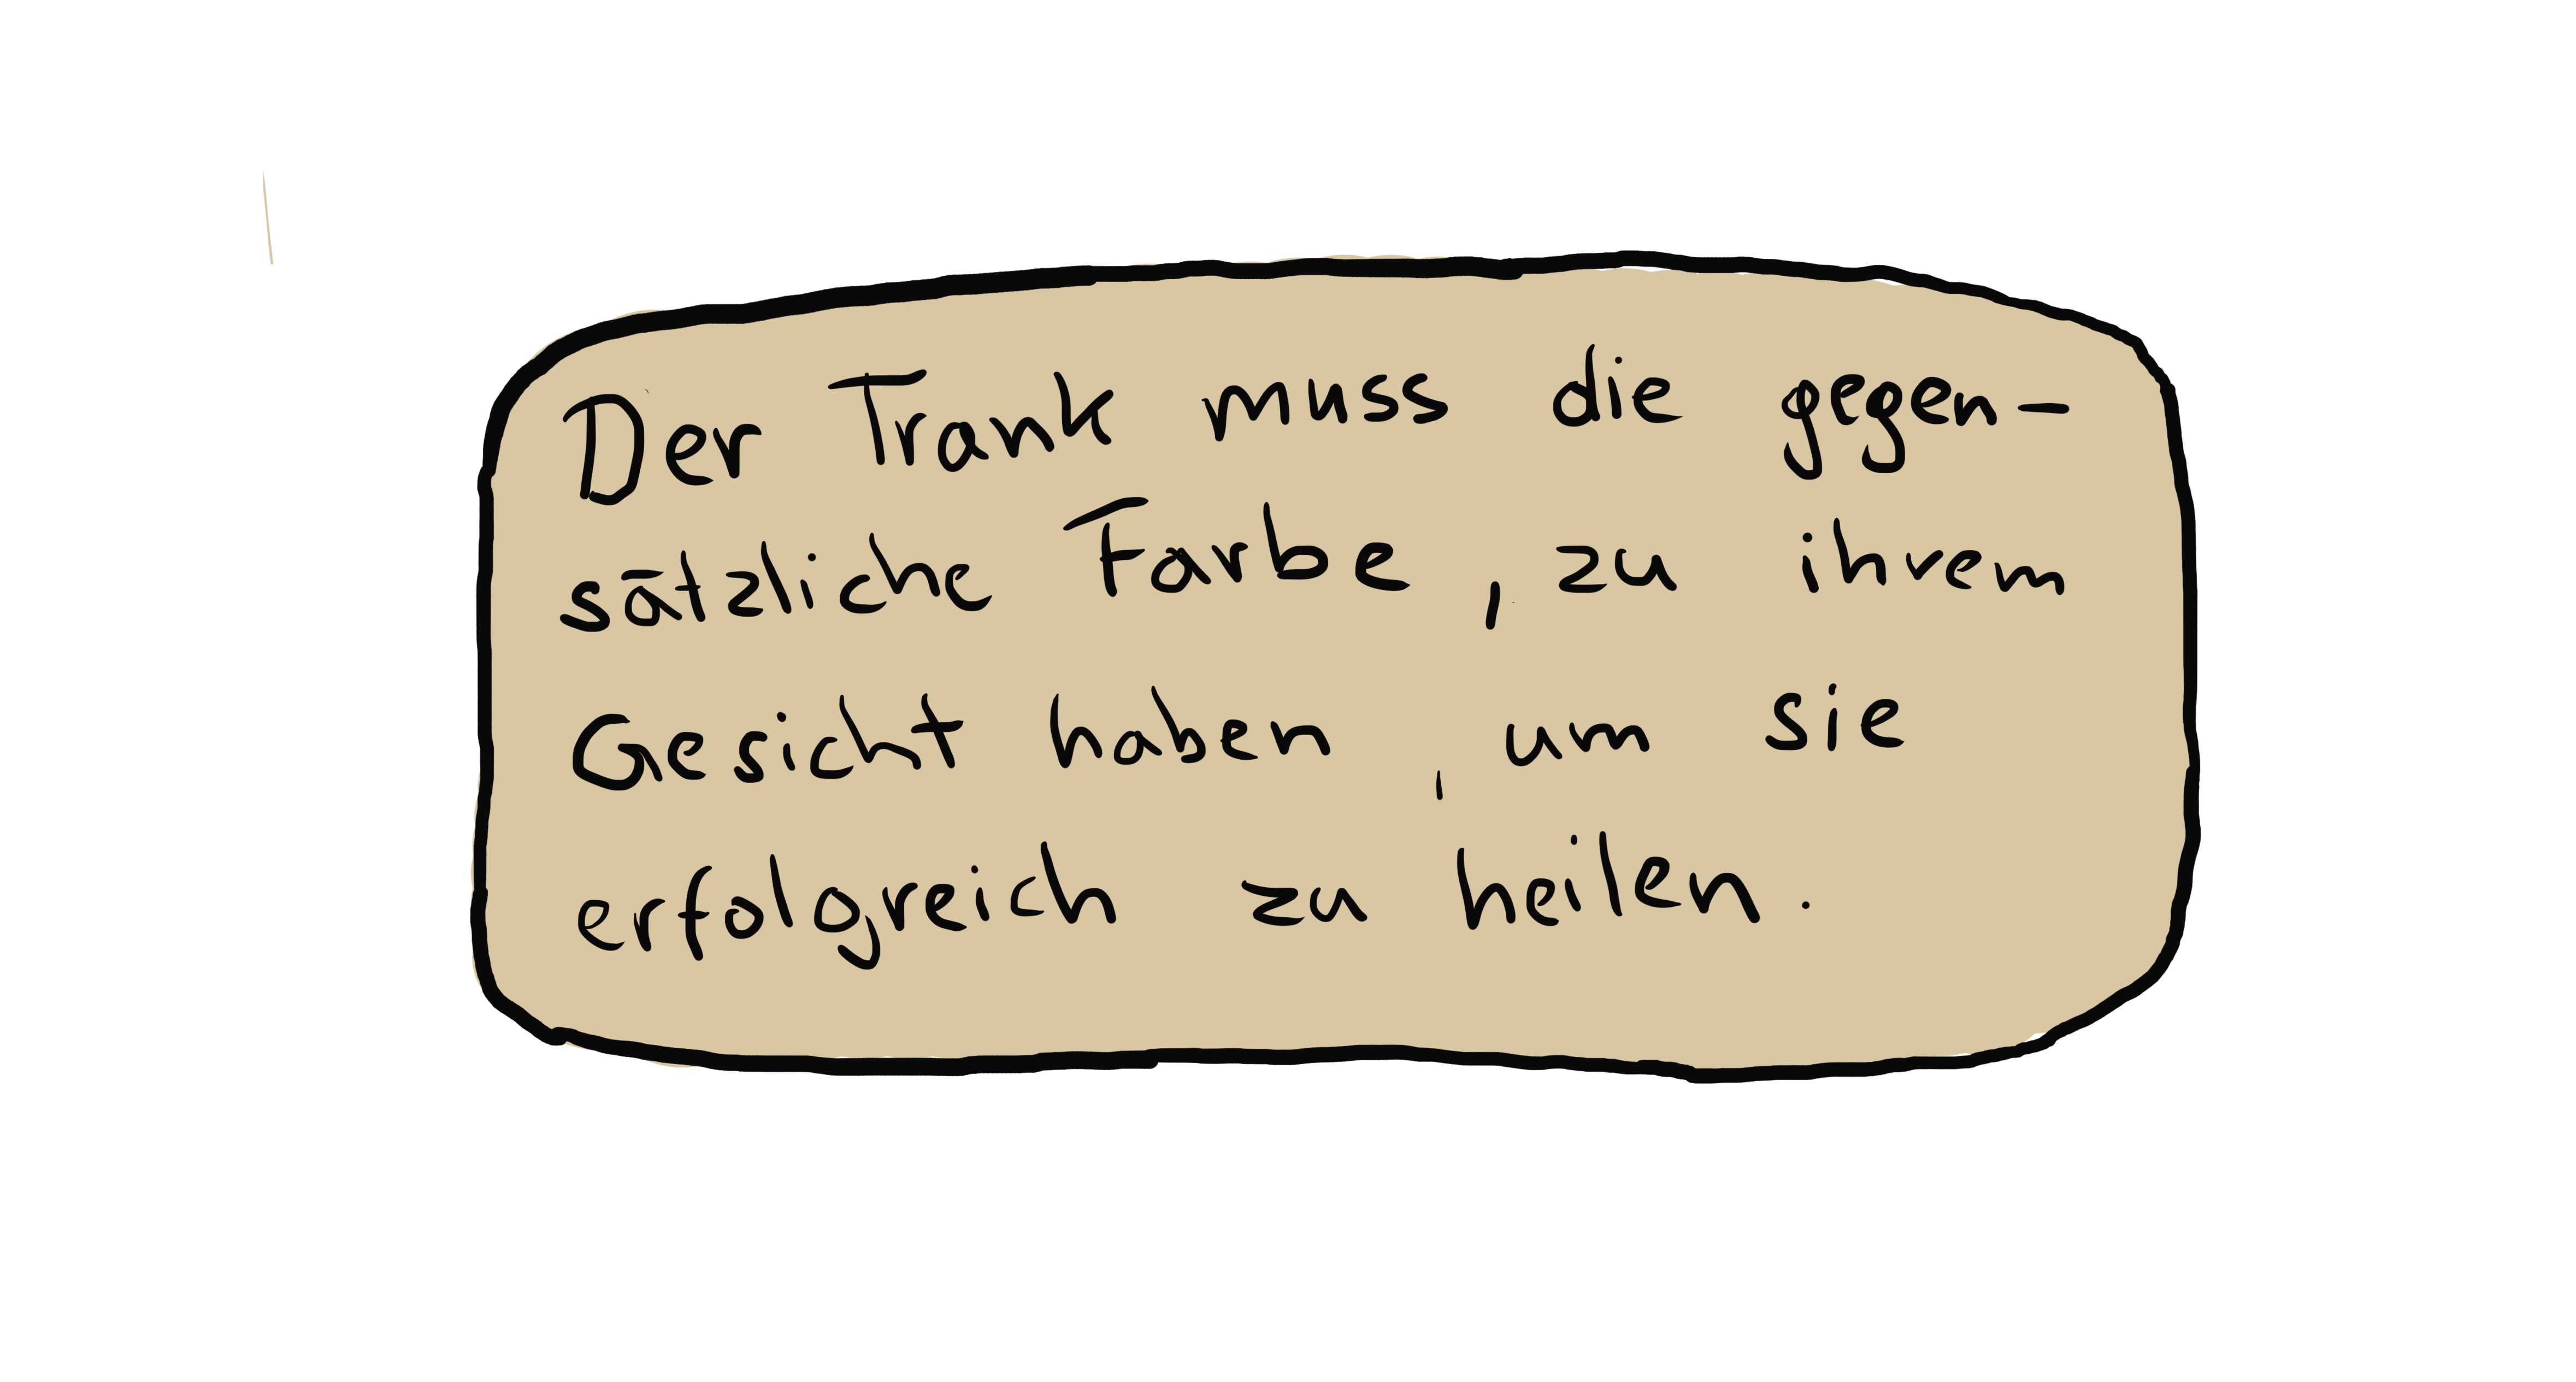 Der Trank muss die gegen-
sätzliche Farbe, zu ihrem
Gesicht haben, um sie
erfolgreich zu heilen.